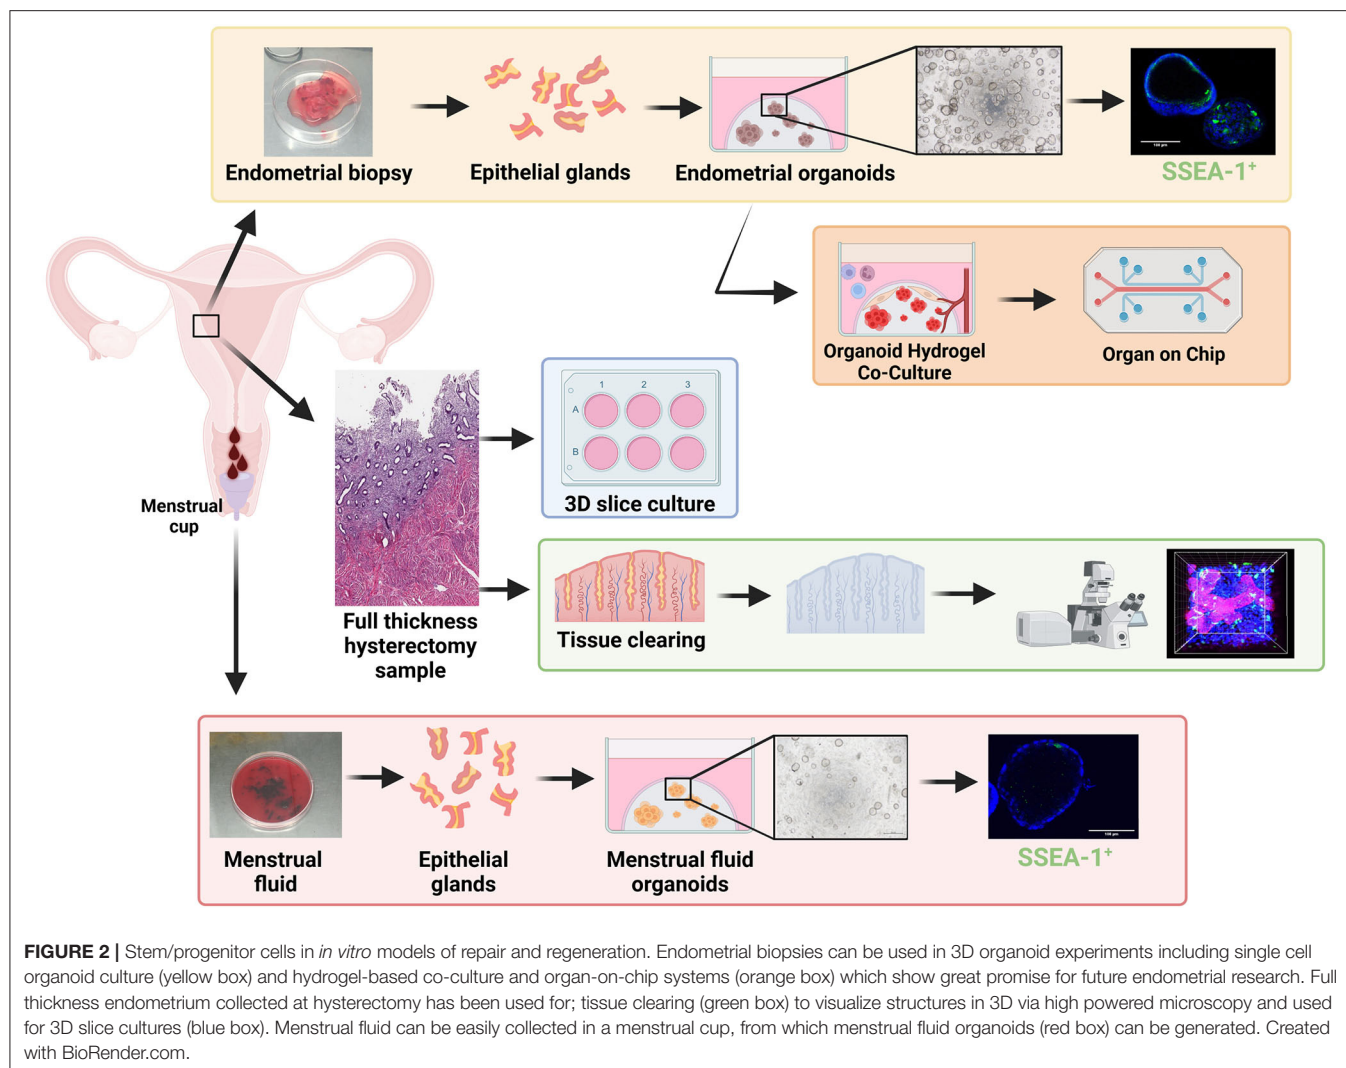 Endometrial biopsy
Epithelial glands
Endometrial organoids
SSEA-1⁺
Organoid Hydrogel
Co-Culture
Organ on Chip
1 2 3
A
B
3D slice culture
Menstrual
cup
Full thickness
hysterectomy
sample
Tissue clearing
Menstrual
fluid
Epithelial
glands
Menstrual fluid
organoids
SSEA-1⁺
FIGURE 2 | Stem/progenitor cells in in vitro models of repair and regeneration. Endometrial biopsies can be used in 3D organoid experiments including single cell
organoid culture (yellow box) and hydrogel-based co-culture and organ-on-chip systems (orange box) which show great promise for future endometrial research. Full
thickness endometrium collected at hysterectomy has been used for; tissue clearing (green box) to visualize structures in 3D via high powered microscopy and used
for 3D slice cultures (blue box). Menstrual fluid can be easily collected in a menstrual cup, from which menstrual fluid organoids (red box) can be generated. Created
with BioRender.com.